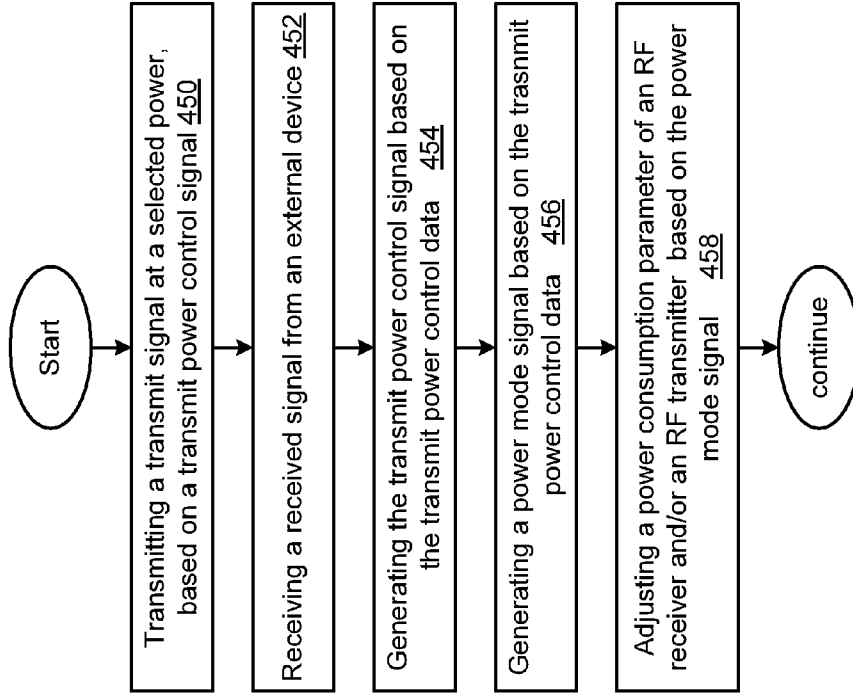 Start
Transmitting a transmit signal at a selected power,
based on a transmit power control signal 450
Receiving a received signal from an external device 452
Generating the transmit power control signal based on
the transmit power control data 454
Generating a power mode signal based on the trasnmit
power control data 456
Adjusting a power consumption parameter of an RF
receiver and/or an RF transmitter based on the power
mode signal 458
continue